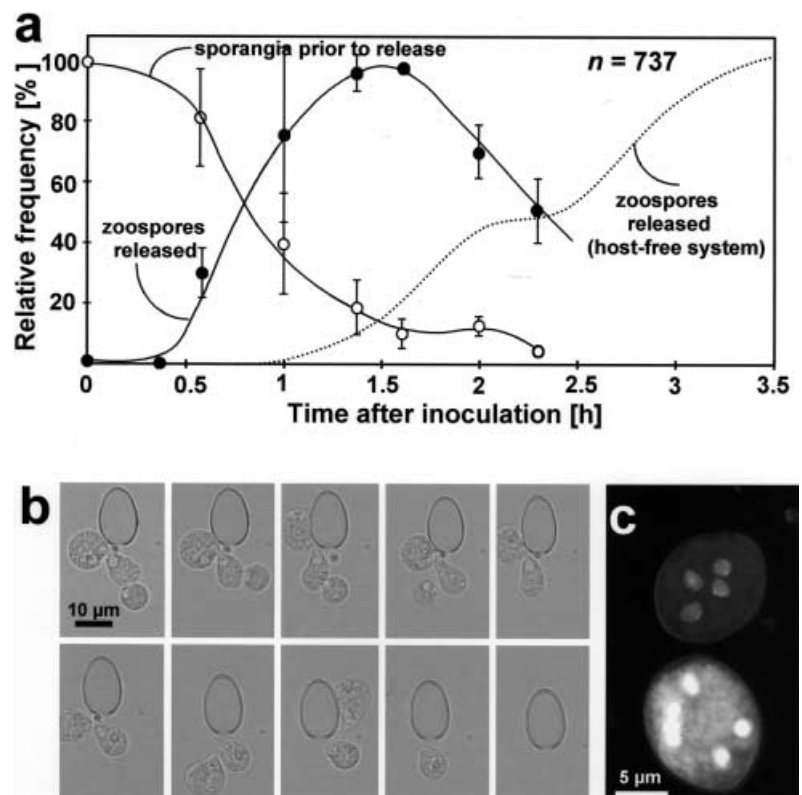 a
sporangia prior to release
n = 737
Relative frequency [%]
100
80
60
40
20
zoospores
released
zoospores
released
(host-free system)
0
0.5
1
1.5
2
2.5
3
3.5
Time after inoculation [h]
b
10 µm
c
5 µm